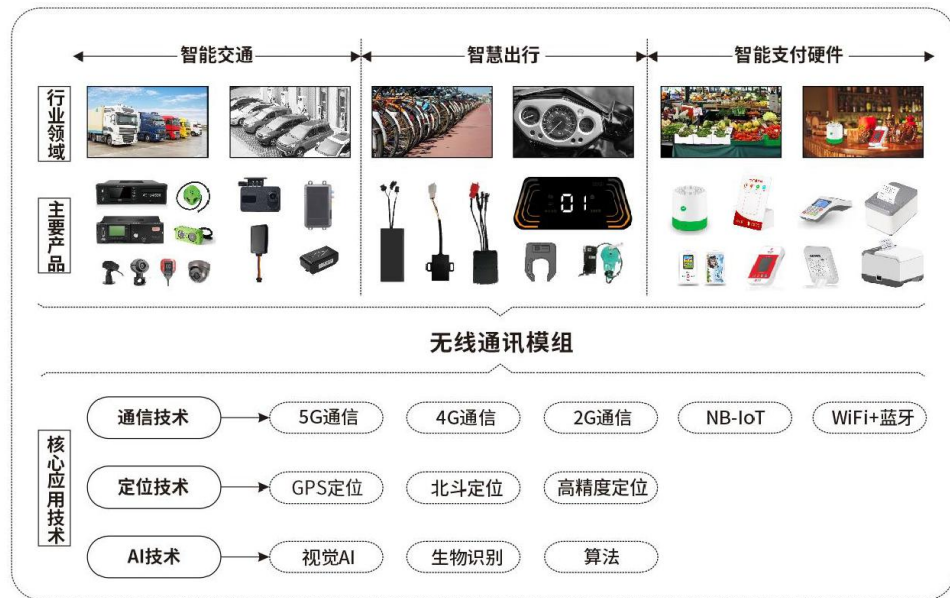 智能交通
智慧出行
智能支付硬件
行业领域
主要产品
01
无线通讯模组
核心应用技术
通信技术
5G通信
4G通信
2G通信
NB-IoT
WiFi+蓝牙
定位技术
GPS定位
北斗定位
高精度定位
AI技术
视觉AI
生物识别
算法